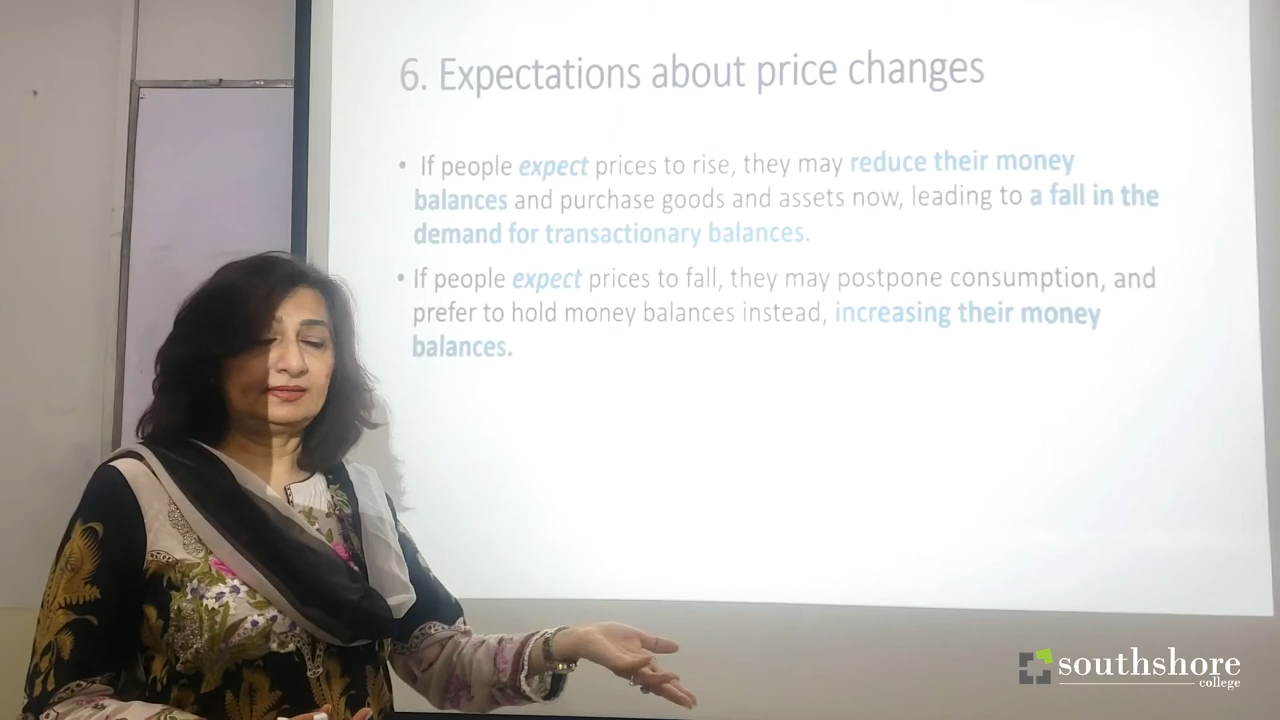 6. Expectations about price changes
• If people expect prices to rise, they may reduce their money
balances and purchase goods and assets now, leading to a fall in the
demand for transactionary balances.
• If people expect prices to fall, they may postpone consumption, and
prefer to hold money balances instead, increasing their money
balances.
southshore
college